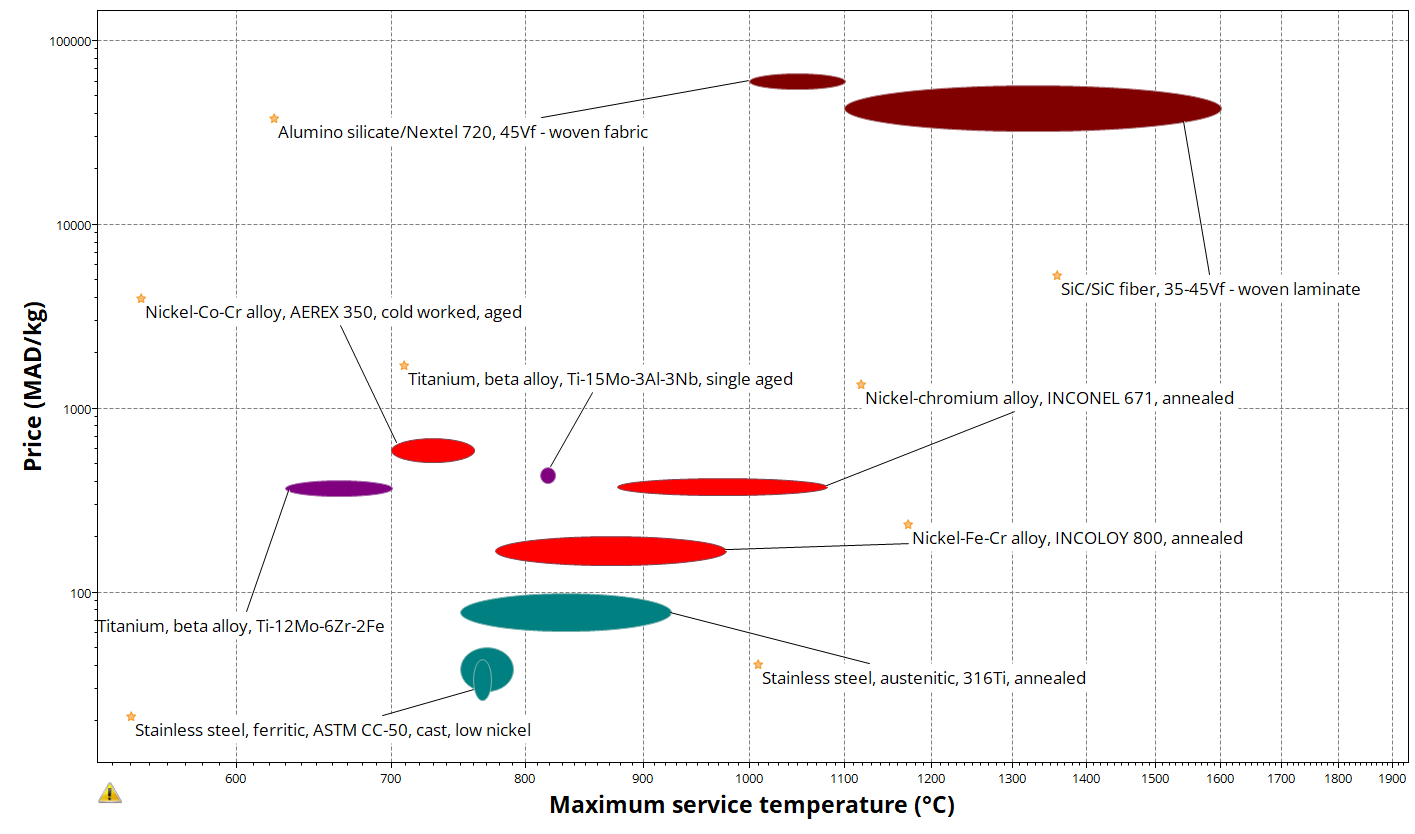 100000
Alumino silicate/Nextel 720, 45Vf - woven fabric
10000
SiC/SiC fiber, 35-45Vf - woven laminate
Nickel-Co-Cr alloy, AEREX 350, cold worked, aged
Titanium, beta alloy, Ti-15Mo-3Al-3Nb, single aged
Nickel-chromium alloy, INCONEL 671, annealed
1000
Price (MAD/kg)
Nickel-Fe-Cr alloy, INCOLOY 800, annealed
100
Titanium, beta alloy, Ti-12Mo-6Zr-2Fe
Stainless steel, austenitic, 316Ti, annealed
Stainless steel, ferritic, ASTM CC-50, cast, low nickel
600 700 800 900 1000 1100 1200 1300 1400 1500 1600 1700 1800 1900
Maximum service temperature (°C)